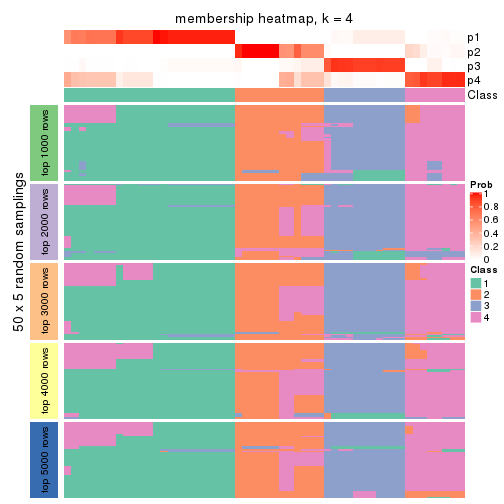 membership heatmap, k = 4
p1
p2
p3
p4
Class
50 x 5 random samplings
top 1000 rows
top 2000 rows
top 3000 rows
top 4000 rows
top 5000 rows
Prob
1
0.8
0.6
0.4
0.2
0
Class
1
2
3
4